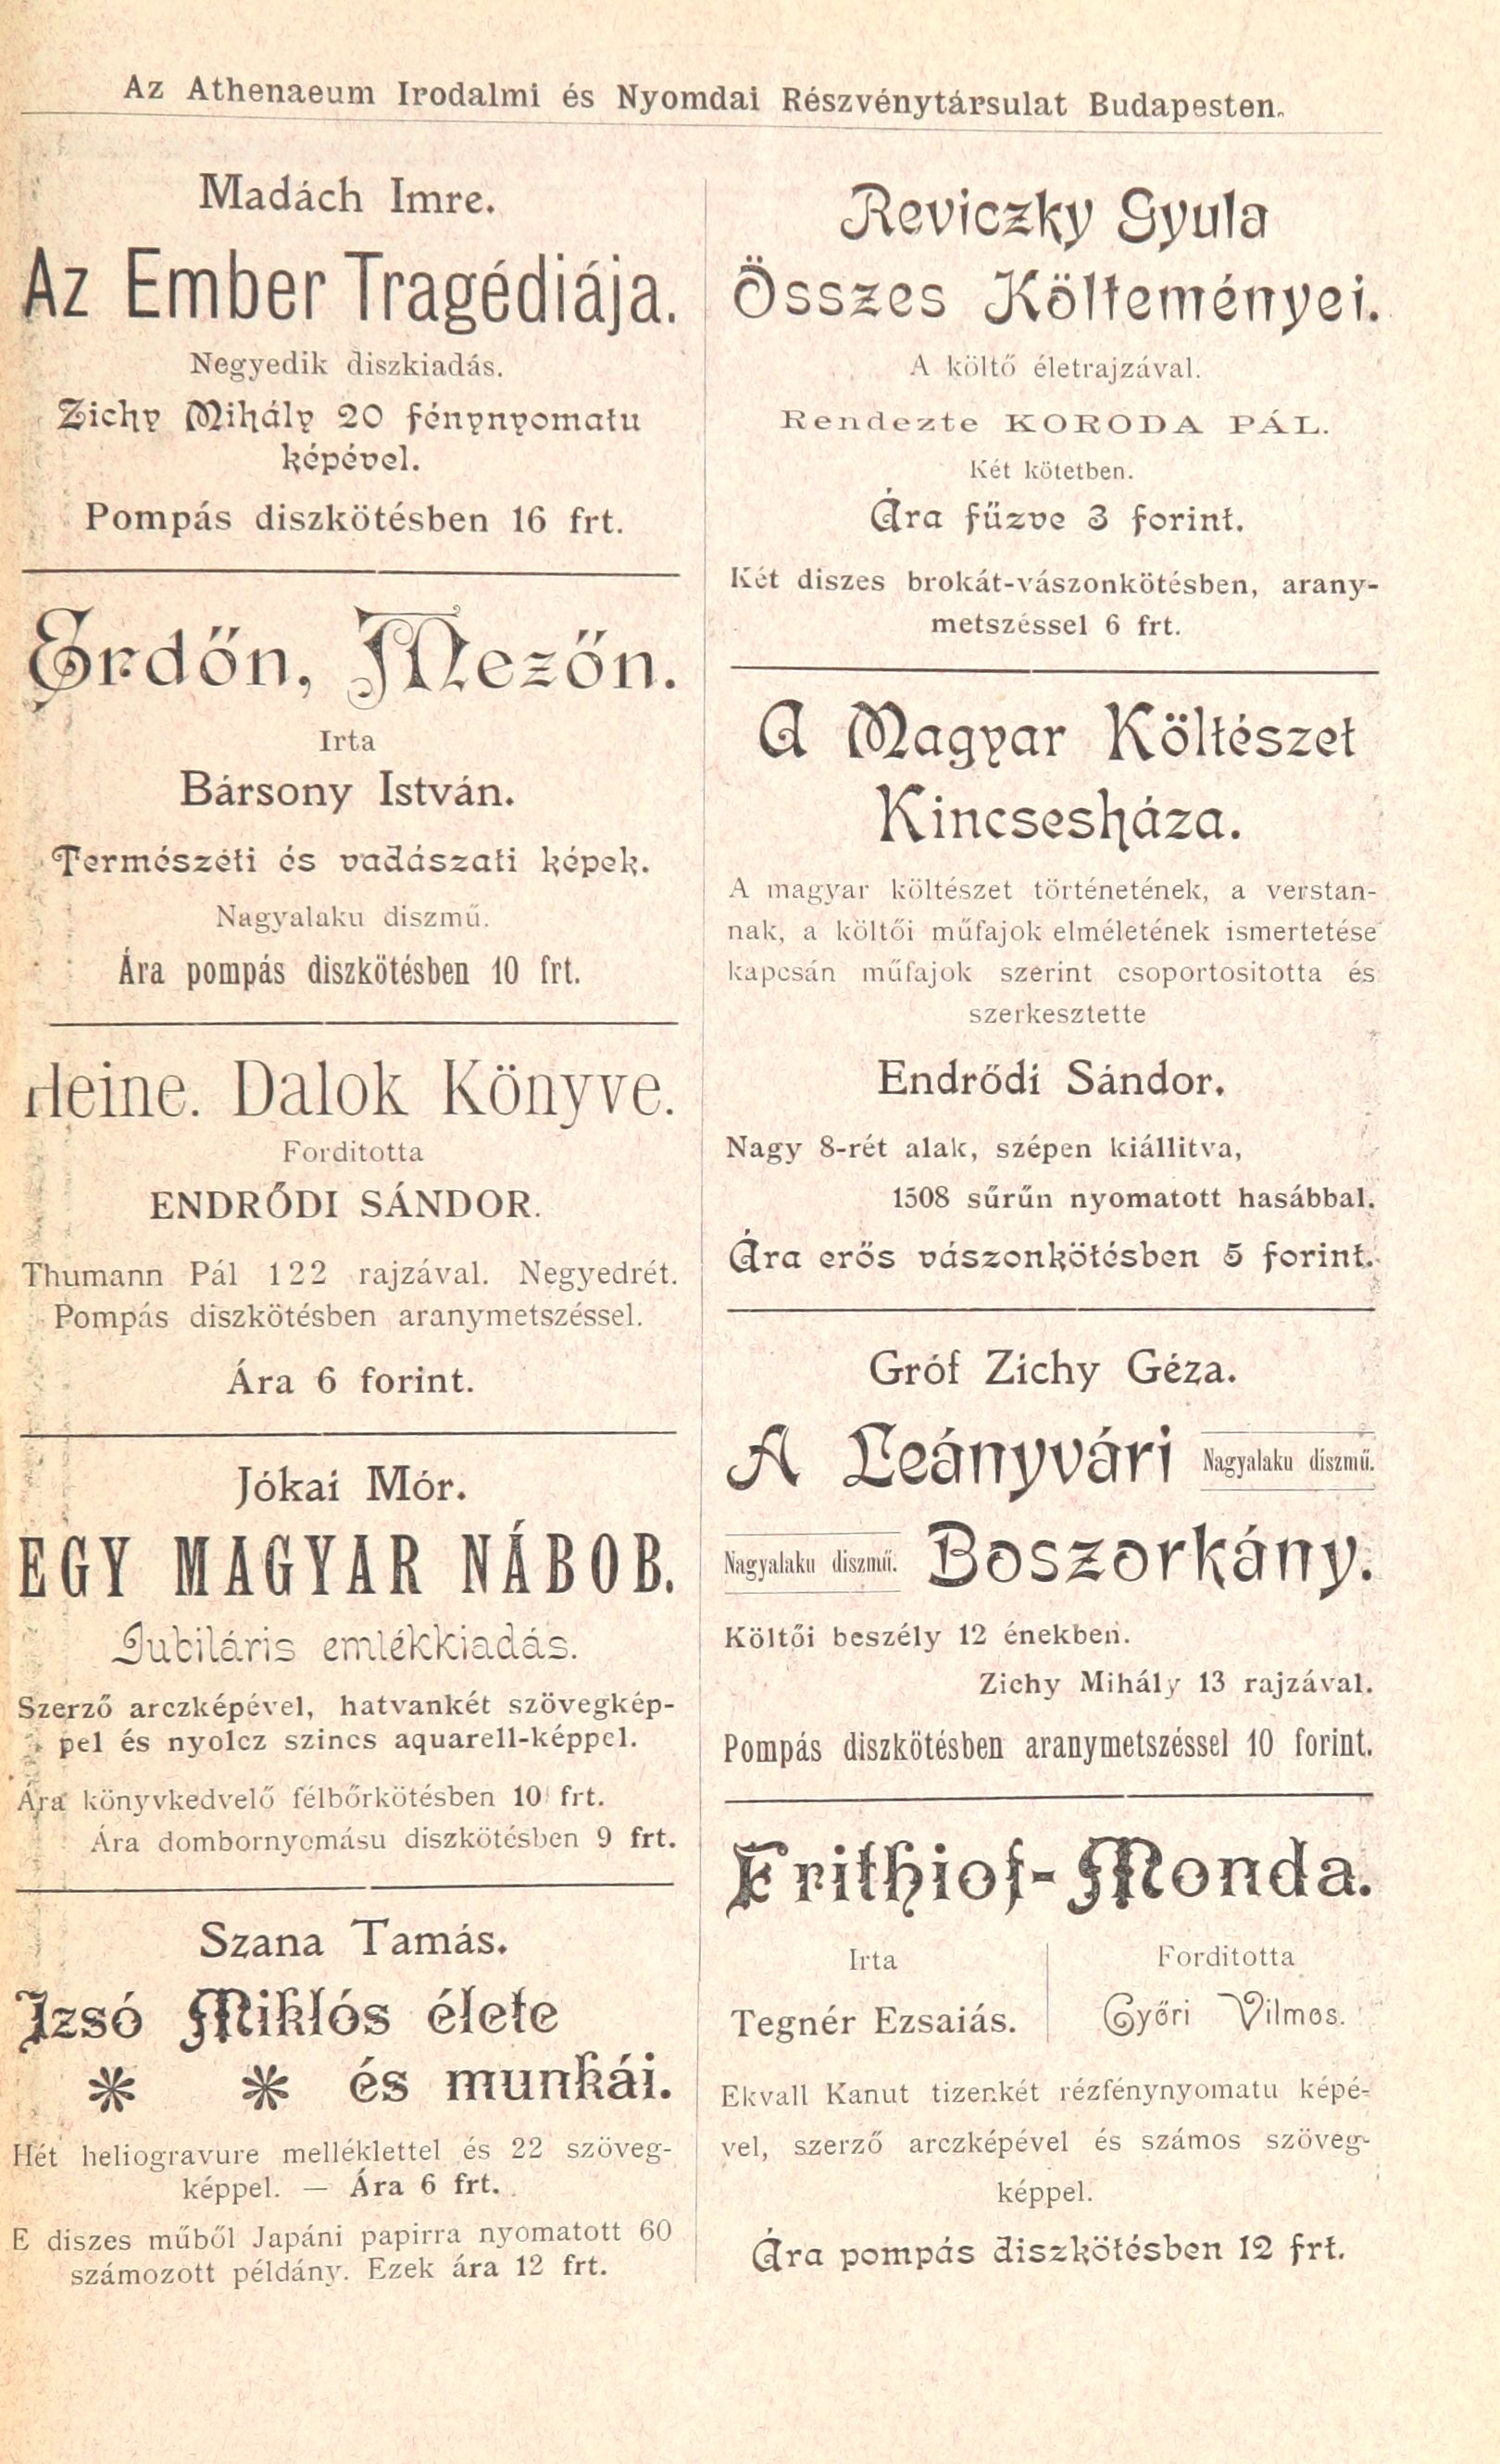 Az Athenaeum Irodalmi és Nyomdai Részvénytársulat Budapesten.
Madách Imre.
Az Ember Tragédiája.
Negyedik diszkiadás.
Zichy Mihály 20 fénynyomatu
képével.
Pompás diszkötésben 16 frt.
Erdőn, Mezőn.
Irta
Bársony István.
Természeti és vadászati képek.
Nagyalaku diszmű.
Ára pompás diszkötésben 10 frt.
Heine. Dalok Könyve.
Forditotta
ENDRŐDI SÁNDOR.
Thumann Pál 122 rajzával. Negyedrét.
Pompás diszkötésben aranymetszéssel.
Ára 6 forint.
Jókai Mór.
EGY MAGYAR NÁBOB.
Jubiláris emlékkiadás.
Szerző arczképével, hatvankét szövegkép-
pel és nyolcz szines aquarell-képpel.
Ára könyvkedvelő félbőrkötésben 10 frt.
Ára dombornyomásu diszkötésben 9 frt.
Szana Tamás.
Izsó Miklós élete
és munkái.
Hét heliogravure melléklettel és 22 szöveg-
képpel. — Ára 6 frt.
E diszes műből Japáni papirra nyomatott 60
számozott példány. Ezek ára 12 frt.
Reviczky Gyula
Összes Költeményei.
A költő életrajzával.
Rendezte KORODA PÁL.
Két kötetben.
Ára fűzve 3 forint.
Két diszes brokát-vászonkötésben, arany-
metszéssel 6 frt.
A Magyar Költészet
Kincsesháza.
A magyar költészet történetének, a verstan-
nak, a költői műfajok elméletének ismertetése
kapcsán műfajok szerint csoportositotta és
szerkesztette
Endrődi Sándor.
Nagy 8-rét alak, szépen kiállitva,
1508 sűrűn nyomatott hasábbal.
Ára erős vászonkötésben 5 forint.
Gróf Zichy Géza.
A Leányvári Nagyalaku diszmű.
Nagyalaku diszmű. Boszorkány.
Költői beszély 12 énekben.
Zichy Mihály 13 rajzával.
Pompás diszkötésben aranymetszéssel 10 forint.
Frithiof-Monda.
Irta
Tegnér Ezsaiás.
Forditotta
Győri Vilmos.
Ekvall Kanut tizenkét rézfénynyomatu képé-
vel, szerző arczképével és számos szöveg-
képpel.
Ára pompás diszkötésben 12 frt.